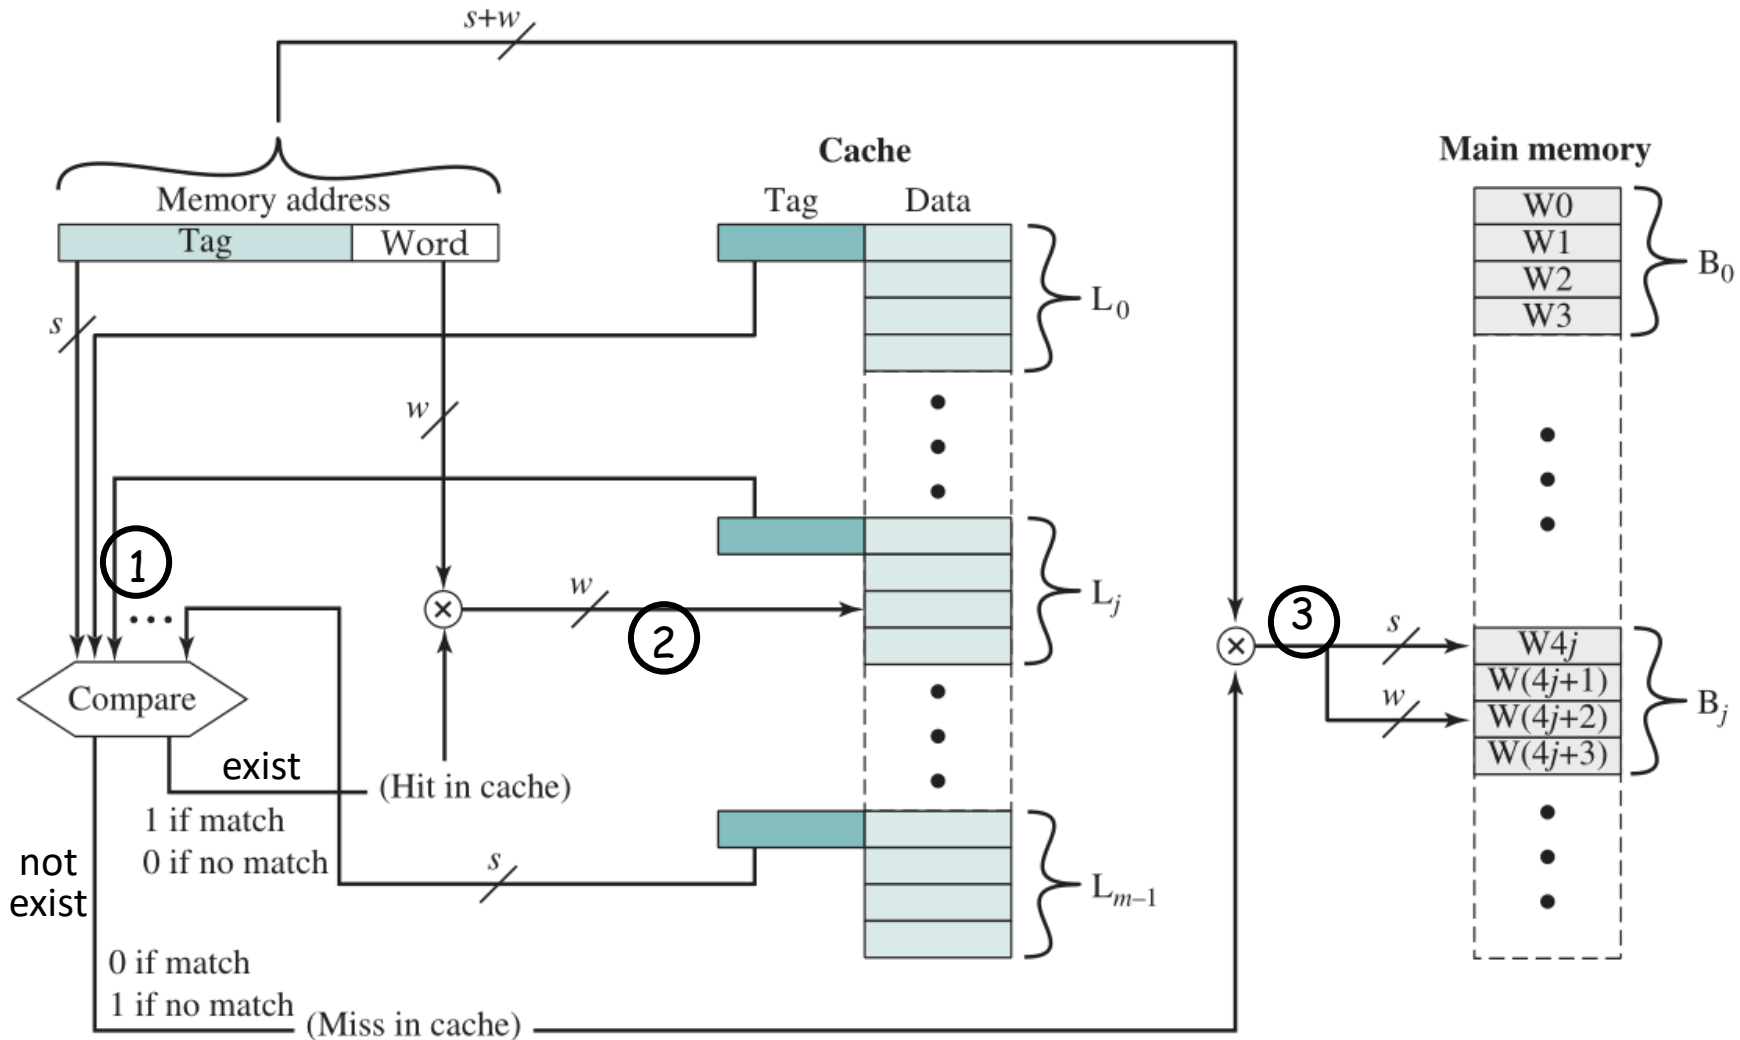 s+w
Cache
Main memory
Memory address
Tag Data
Tag Word
W0
W1
W2
W3
B0
L0
s
w
1
...
w
2
Lj
3
s
w
W4j
W(4j+1)
W(4j+2)
W(4j+3)
Bj
Compare
exist
(Hit in cache)
1 if match
0 if no match
not
exist
s
Lm–1
0 if match
1 if no match
(Miss in cache)